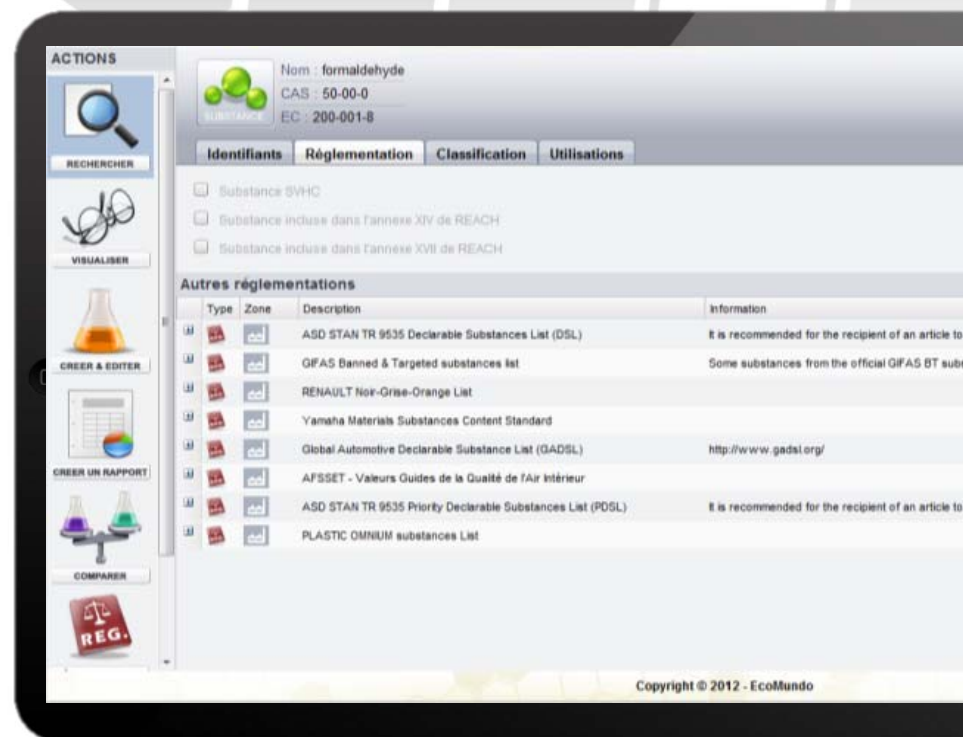 ACTIONS
RECHERCHER
VISUALISER
CREER & EDITER
CREER UN RAPPORT
COMPARER
REG.
SUBSTANCE
Nom : formaldehyde
CAS : 50-00-0
EC : 200-001-8
Identifiants Réglementation Classification Utilisations
Substance SVHC
Substance incluse dans l'annexe XIV de REACH
Substance incluse dans l'annexe XVII de REACH
Autres réglementations
Type Zone Description Information
ASD STAN TR 9535 Declarable Substances List (DSL) It is recommended for the recipient of an article to
GIFAS Banned & Targeted substances list Some substances from the official GIFAS BT subs
RENAULT Noir-Grise-Orange List
Yamaha Materials Substances Content Standard
Global Automotive Declarable Substance List (GADSL) http://www.gadsl.org/
AFSSET - Valeurs Guides de la Qualité de l'Air Intérieur
ASD STAN TR 9535 Priority Declarable Substances List (PDSL) It is recommended for the recipient of an article to
PLASTIC OMNIUM substances List
Copyright © 2012 - EcoMundo